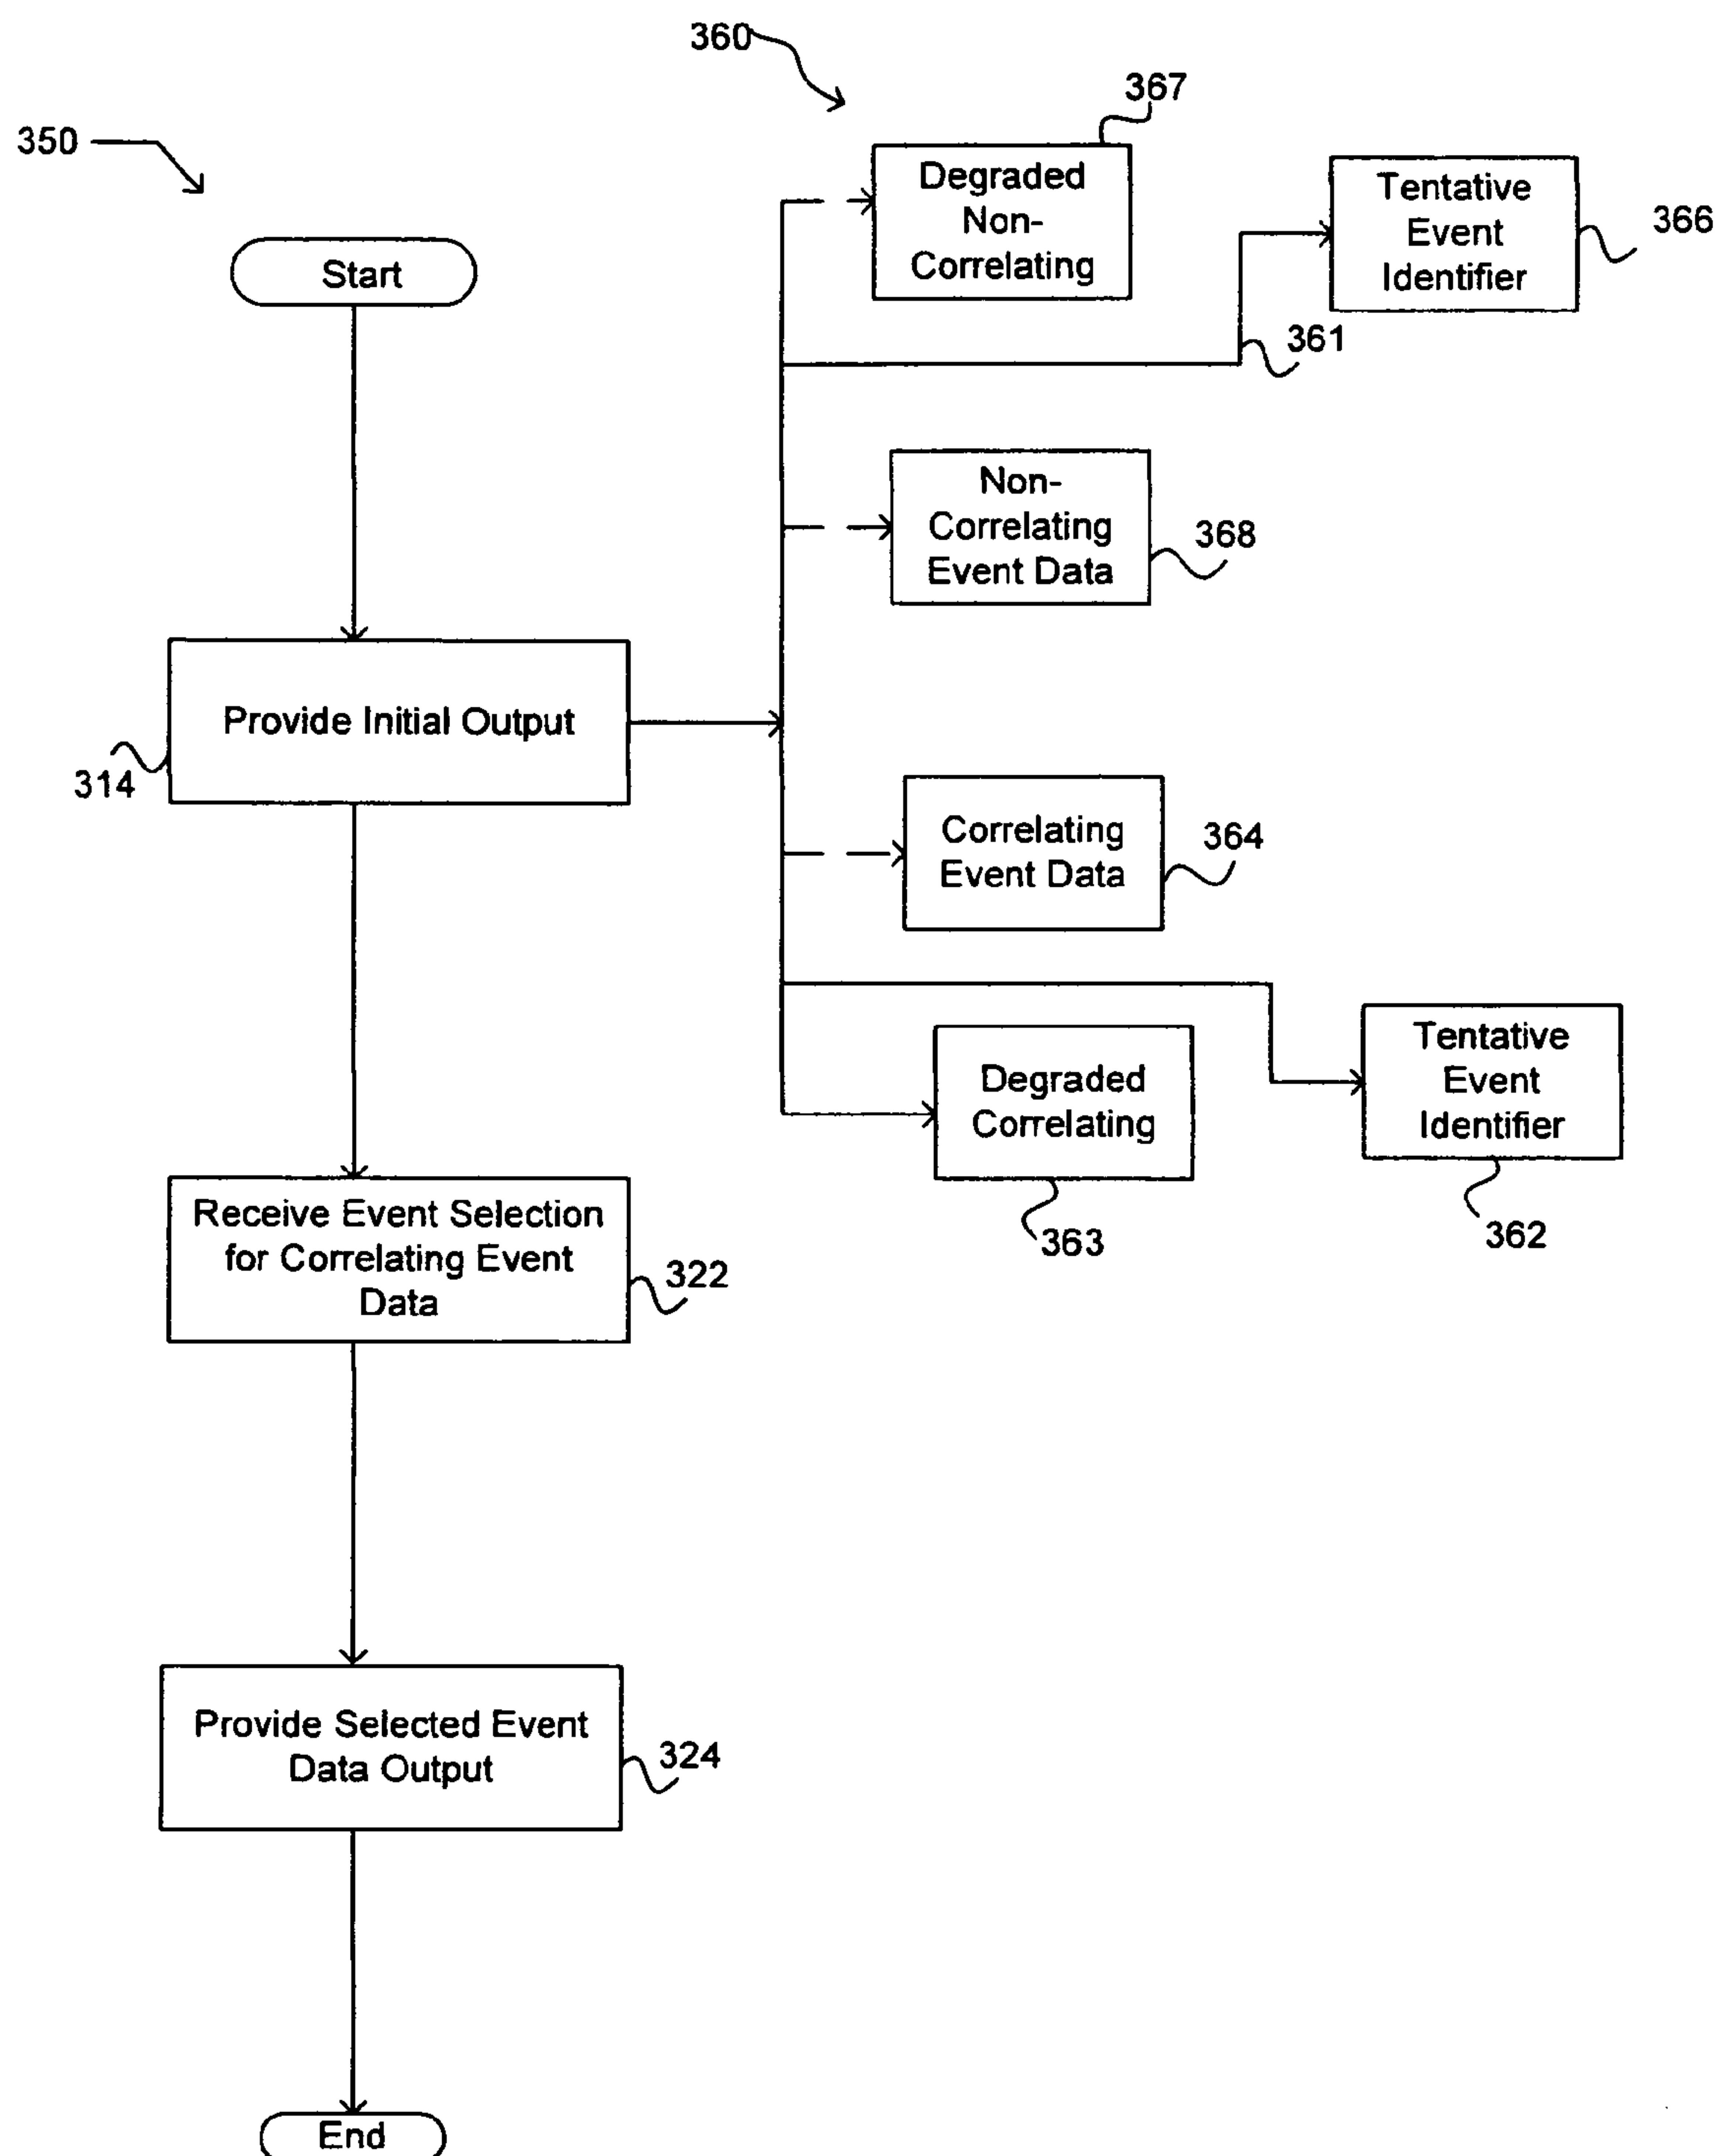 360
367
350
Degraded
Non-
Correlating
Tentative
Event
Identifier
366
Start
361
Non-
Correlating
Event Data
368
Provide Initial Output
314
Correlating
Event Data
364
Degraded
Correlating
363
Tentative
Event
Identifier
362
Receive Event Selection
for Correlating Event
Data
322
Provide Selected Event
Data Output
324
End